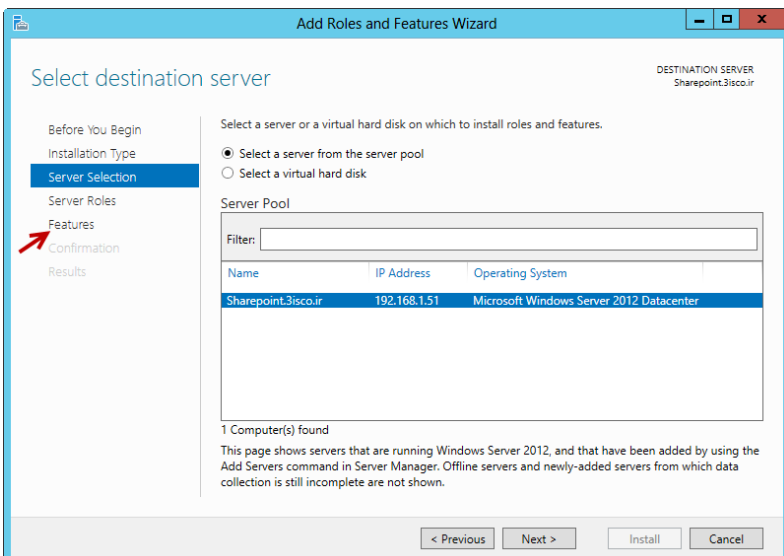 Add Roles and Features Wizard
Select destination server
DESTINATION SERVER
Sharepoint.3isco.ir
Before You Begin
Installation Type
Server Selection
Server Roles
Features
Confirmation
Results
Select a server or a virtual hard disk on which to install roles and features.
Select a server from the server pool
Select a virtual hard disk
Server Pool
Filter:
Name IP Address Operating System
Sharepoint.3isco.ir 192.168.1.51 Microsoft Windows Server 2012 Datacenter
1 Computer(s) found
This page shows servers that are running Windows Server 2012, and that have been added by using the
Add Servers command in Server Manager. Offline servers and newly-added servers from which data
collection is still incomplete are not shown.
< Previous Next > Install Cancel